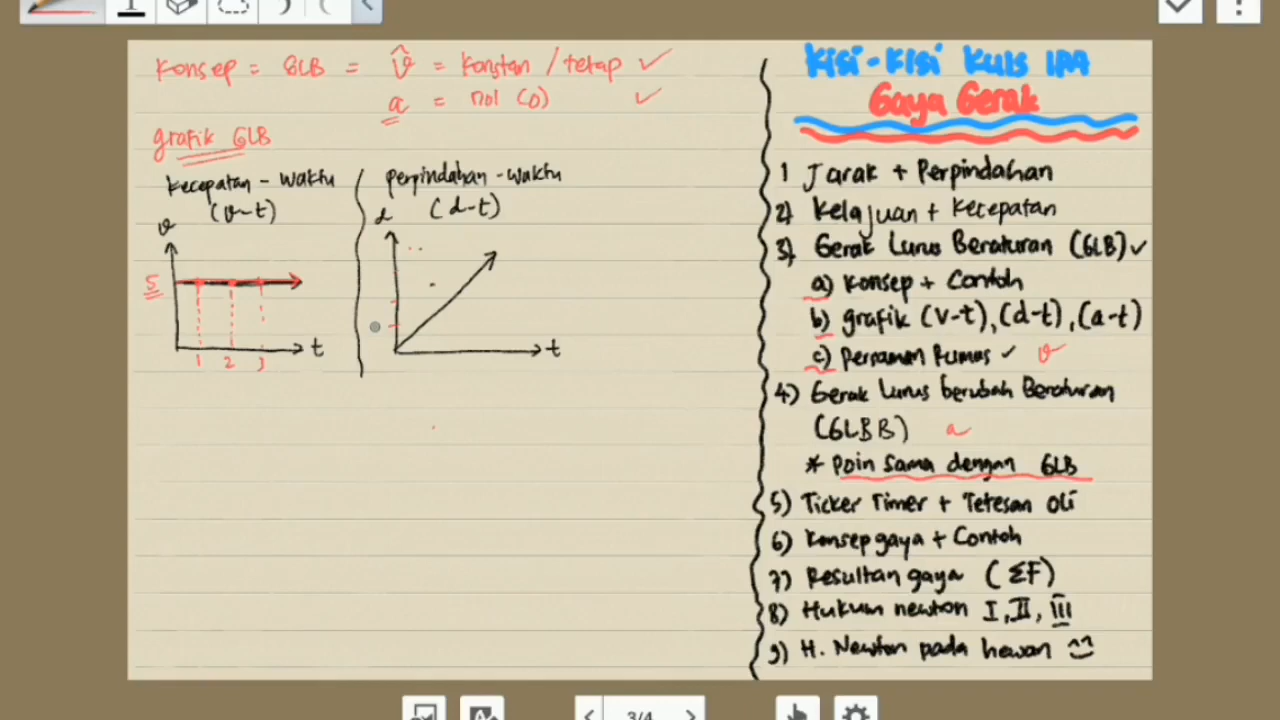 Konsep = GLB = v = Konstan / tetap ✓
a = nol (0) ✓
grafik GLB
kecepatan - waktu
(v-t)
v
5
1 2 3
t
perpindahan - waktu
(d-t)
d
t
Kisi-Kisi Kuis IPA
Gaya Gerak
1 Jarak + Perpindahan
2) Kelajuan + Kecepatan
3) Gerak Lurus Beraturan (GLB) ✓
a) Konsep + Contoh
b) grafik (v-t), (d-t), (a-t)
c) Persamaan Rumus ✓ v
4) Gerak Lurus berubah Beraturan
(GLBB) a
* Poin Sama dengan GLB
5) Ticker Timer + Tetesan Oli
6) Konsep gaya + Contoh
7) Resultan gaya (ΣF)
8) Hukum newton I, II, III
9) H. Newton pada hewan
3/4